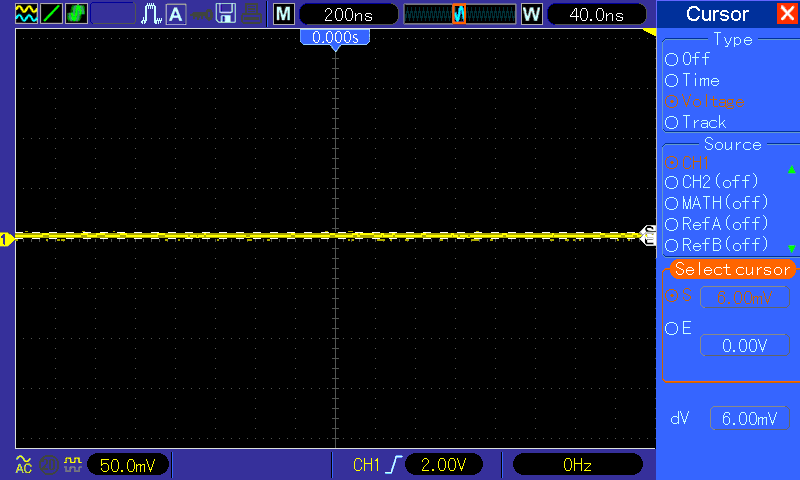 A M 200ns W 40.0ns Cursor
0.000s
Type
Off
Time
Voltage
Track
Source
CH1
CH2(off)
MATH(off)
RefA(off)
RefB(off)
1
Select cursor
S 6.00mV
E
0.00V
dV 6.00mV
AC 50.0mV CH1 2.00V 0Hz